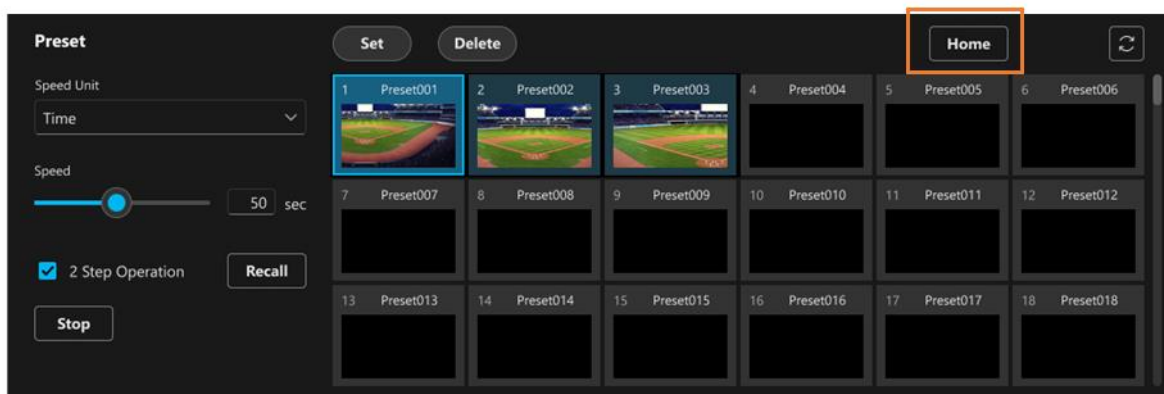 Preset
Set
Delete
Home
Speed Unit
Time
Speed
50 sec
2 Step Operation
Recall
Stop
1 Preset001
2 Preset002
3 Preset003
4 Preset004
5 Preset005
6 Preset006
7 Preset007
8 Preset008
9 Preset009
10 Preset010
11 Preset011
12 Preset012
13 Preset013
14 Preset014
15 Preset015
16 Preset016
17 Preset017
18 Preset018